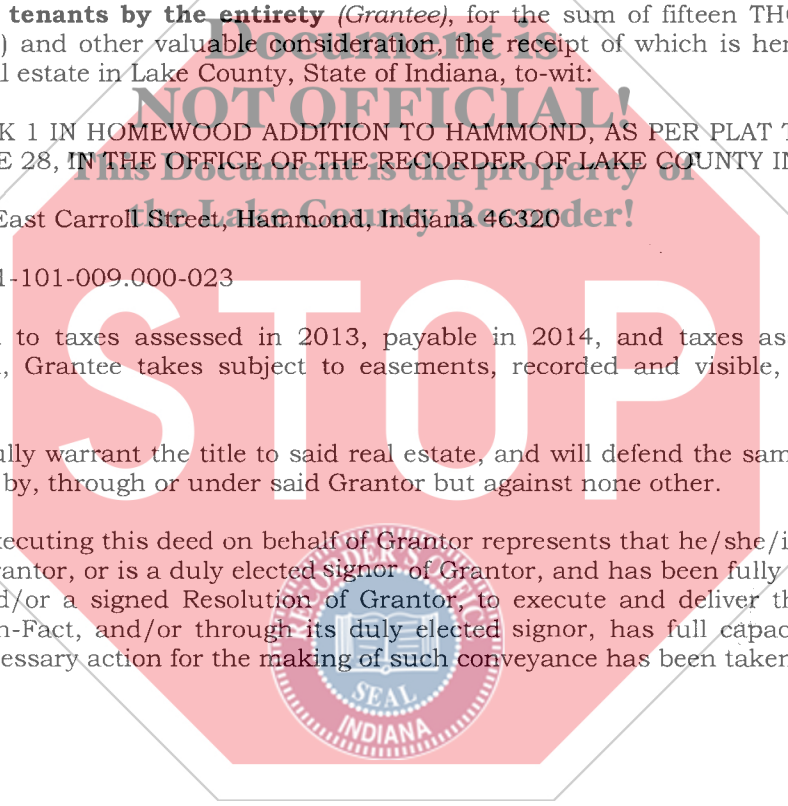 tenants by the entirety (Grantee), for the sum of fifteen THO
) and other valuable consideration, the receipt of which is her
l estate in Lake County, State of Indiana, to-wit:
Document is
NOT OFFICIAL!
This Document is the property of
the Lake County Recorder!
K 1 IN HOMEWOOD ADDITION TO HAMMOND, AS PER PLAT T
E 28, IN THE OFFICE OF THE RECORDER OF LAKE COUNTY IN
East Carroll Street, Hammond, Indiana 46320
1-101-009.000-023
to taxes assessed in 2013, payable in 2014, and taxes as
, Grantee takes subject to easements, recorded and visible,
STOP
ully warrant the title to said real estate, and will defend the sam
by, through or under said Grantor but against none other.
xecuting this deed on behalf of Grantor represents that he/she/i
rantor, or is a duly elected signor of Grantor, and has been fully
d/or a signed Resolution of Grantor, to execute and deliver th
n-Fact, and/or through its duly elected signor, has full capac
cessary action for the making of such conveyance has been taken
RECORDER'S OFFICE
SEAL
INDIANA